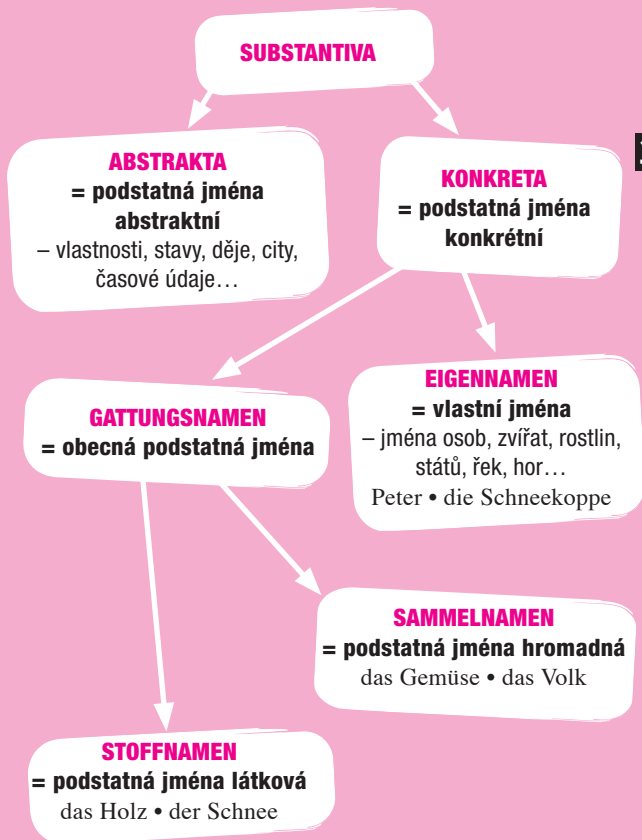 SUBSTANTIVA
ABSTRAKTA
= podstatná jména
abstraktní
– vlastnosti, stavy, děje, city,
časové údaje…
KONKRETA
= podstatná jména
konkrétní
GATTUNGSNAMEN
= obecná podstatná jména
EIGENNAMEN
= vlastní jména
– jména osob, zvířat, rostlin,
států, řek, hor…
Peter • die Schneekoppe
SAMMELNAMEN
= podstatná jména hromadná
das Gemüse • das Volk
STOFFNAMEN
= podstatná jména látková
das Holz • der Schnee